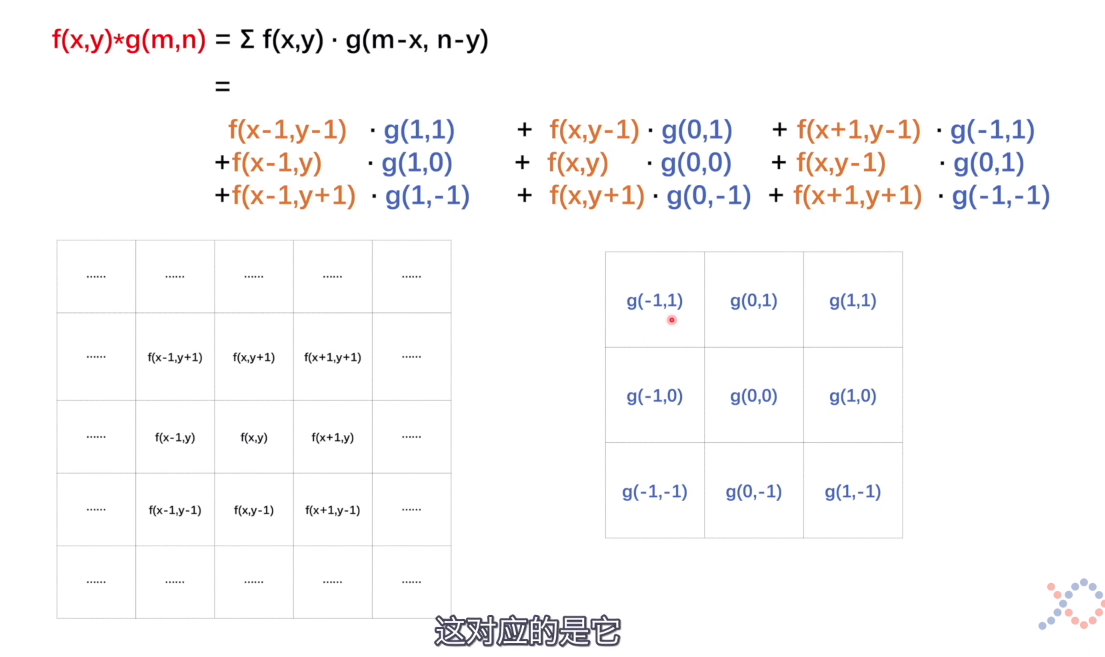 f(x,y)*g(m,n) = Σ f(x,y) · g(m-x, n-y)
=
f(x-1,y-1) · g(1,1) + f(x,y-1) · g(0,1) + f(x+1,y-1) · g(-1,1)
+f(x-1,y) · g(1,0) + f(x,y) · g(0,0) + f(x,y-1) · g(0,1)
+f(x-1,y+1) · g(1,-1) + f(x,y+1) · g(0,-1) + f(x+1,y+1) · g(-1,-1)
...... ...... ...... ...... ......
...... f(x-1,y+1) f(x,y+1) f(x+1,y+1) ......
...... f(x-1,y) f(x,y) f(x+1,y) ......
...... f(x-1,y-1) f(x,y-1) f(x+1,y-1) ......
...... ...... ...... ...... ......
g(-1,1) g(0,1) g(1,1)
g(-1,0) g(0,0) g(1,0)
g(-1,-1) g(0,-1) g(1,-1)
这对应的是它